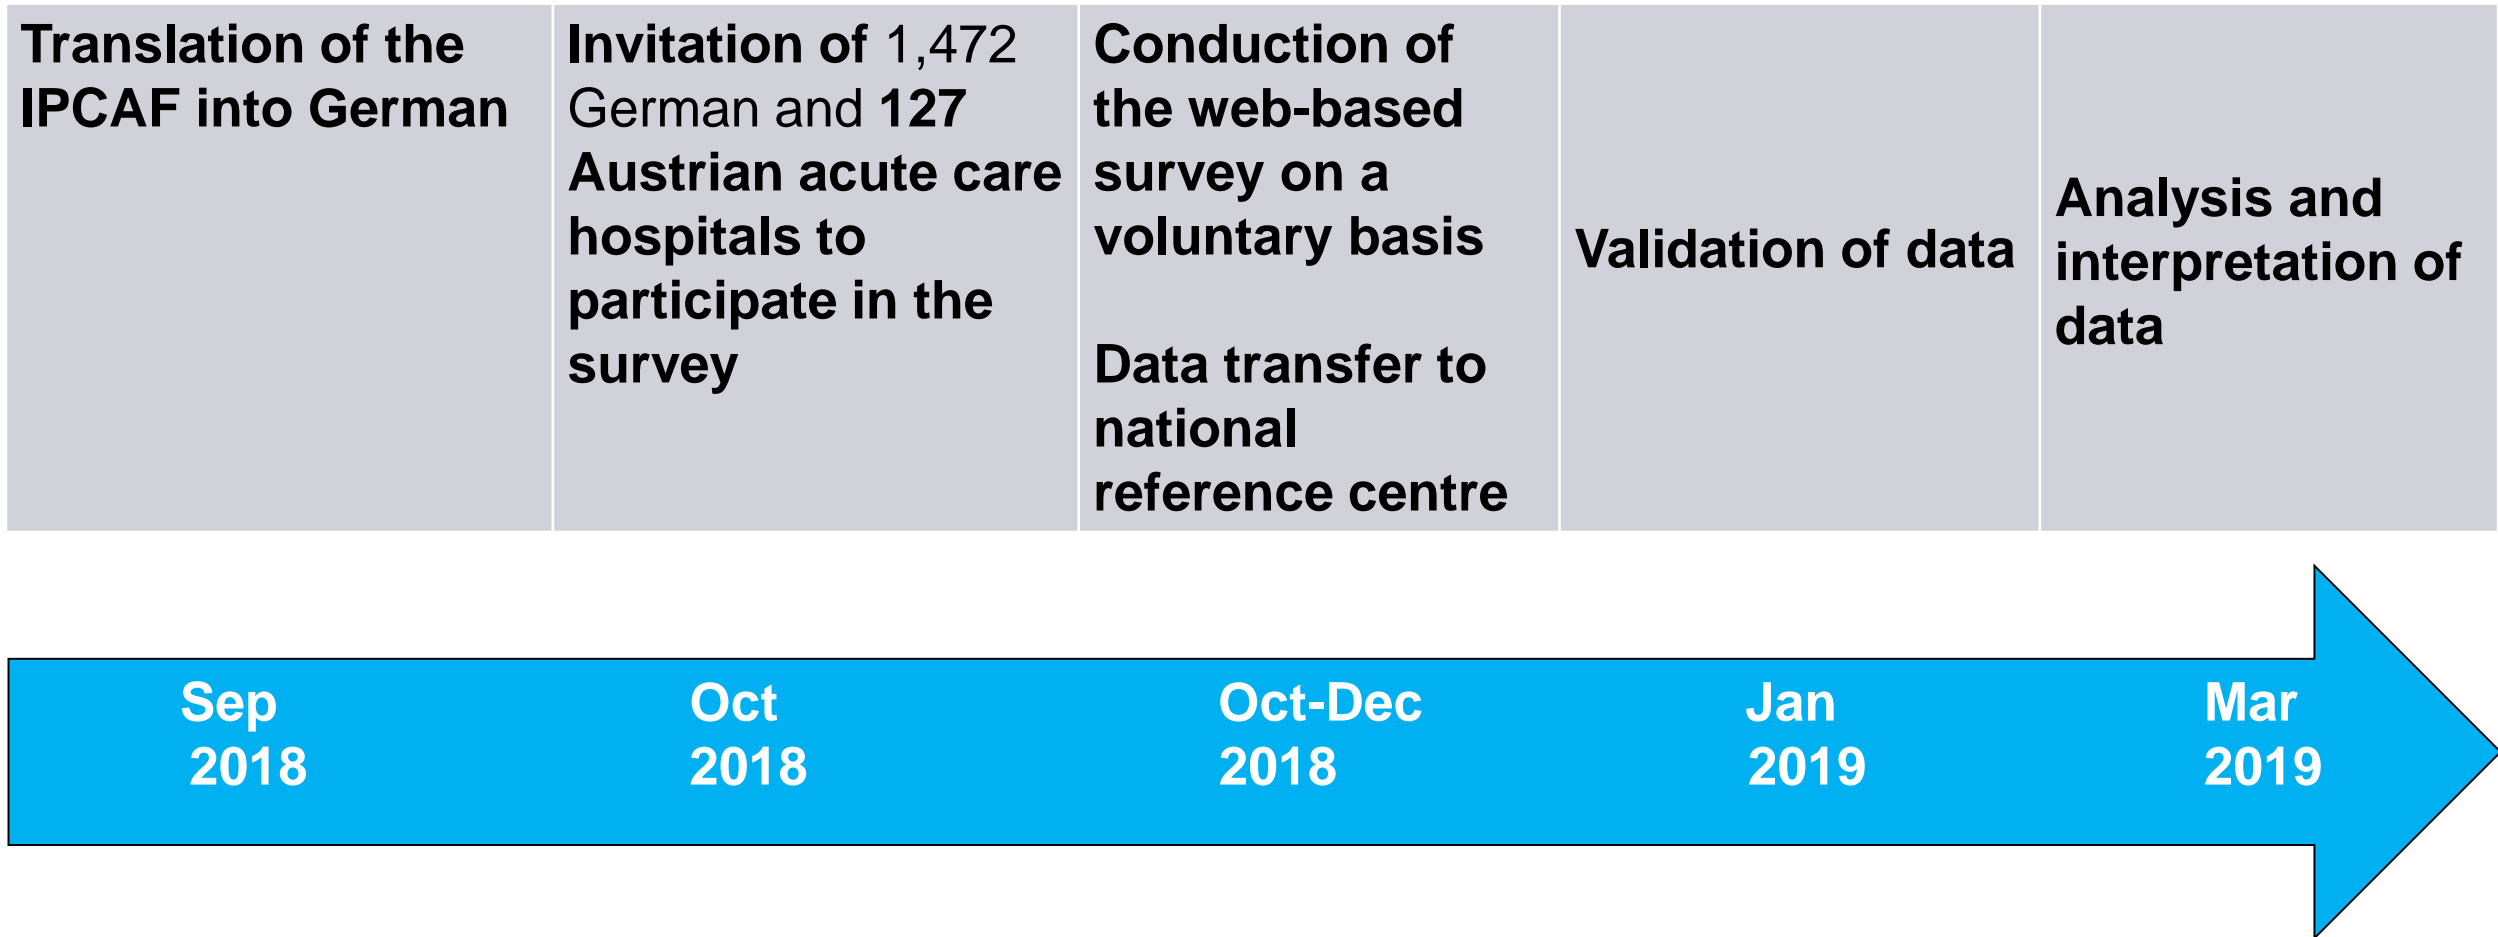 Translation of the
IPCAF into German
Invitation of 1,472
German and 127
Austrian acute care
hospitals to
participate in the
survey
Conduction of
the web-based
survey on a
voluntary basis
Data transfer to
national
reference centre
Validation of data
Analysis and
interpretation of
data
Sep
2018
Oct
2018
Oct-Dec
2018
Jan
2019
Mar
2019